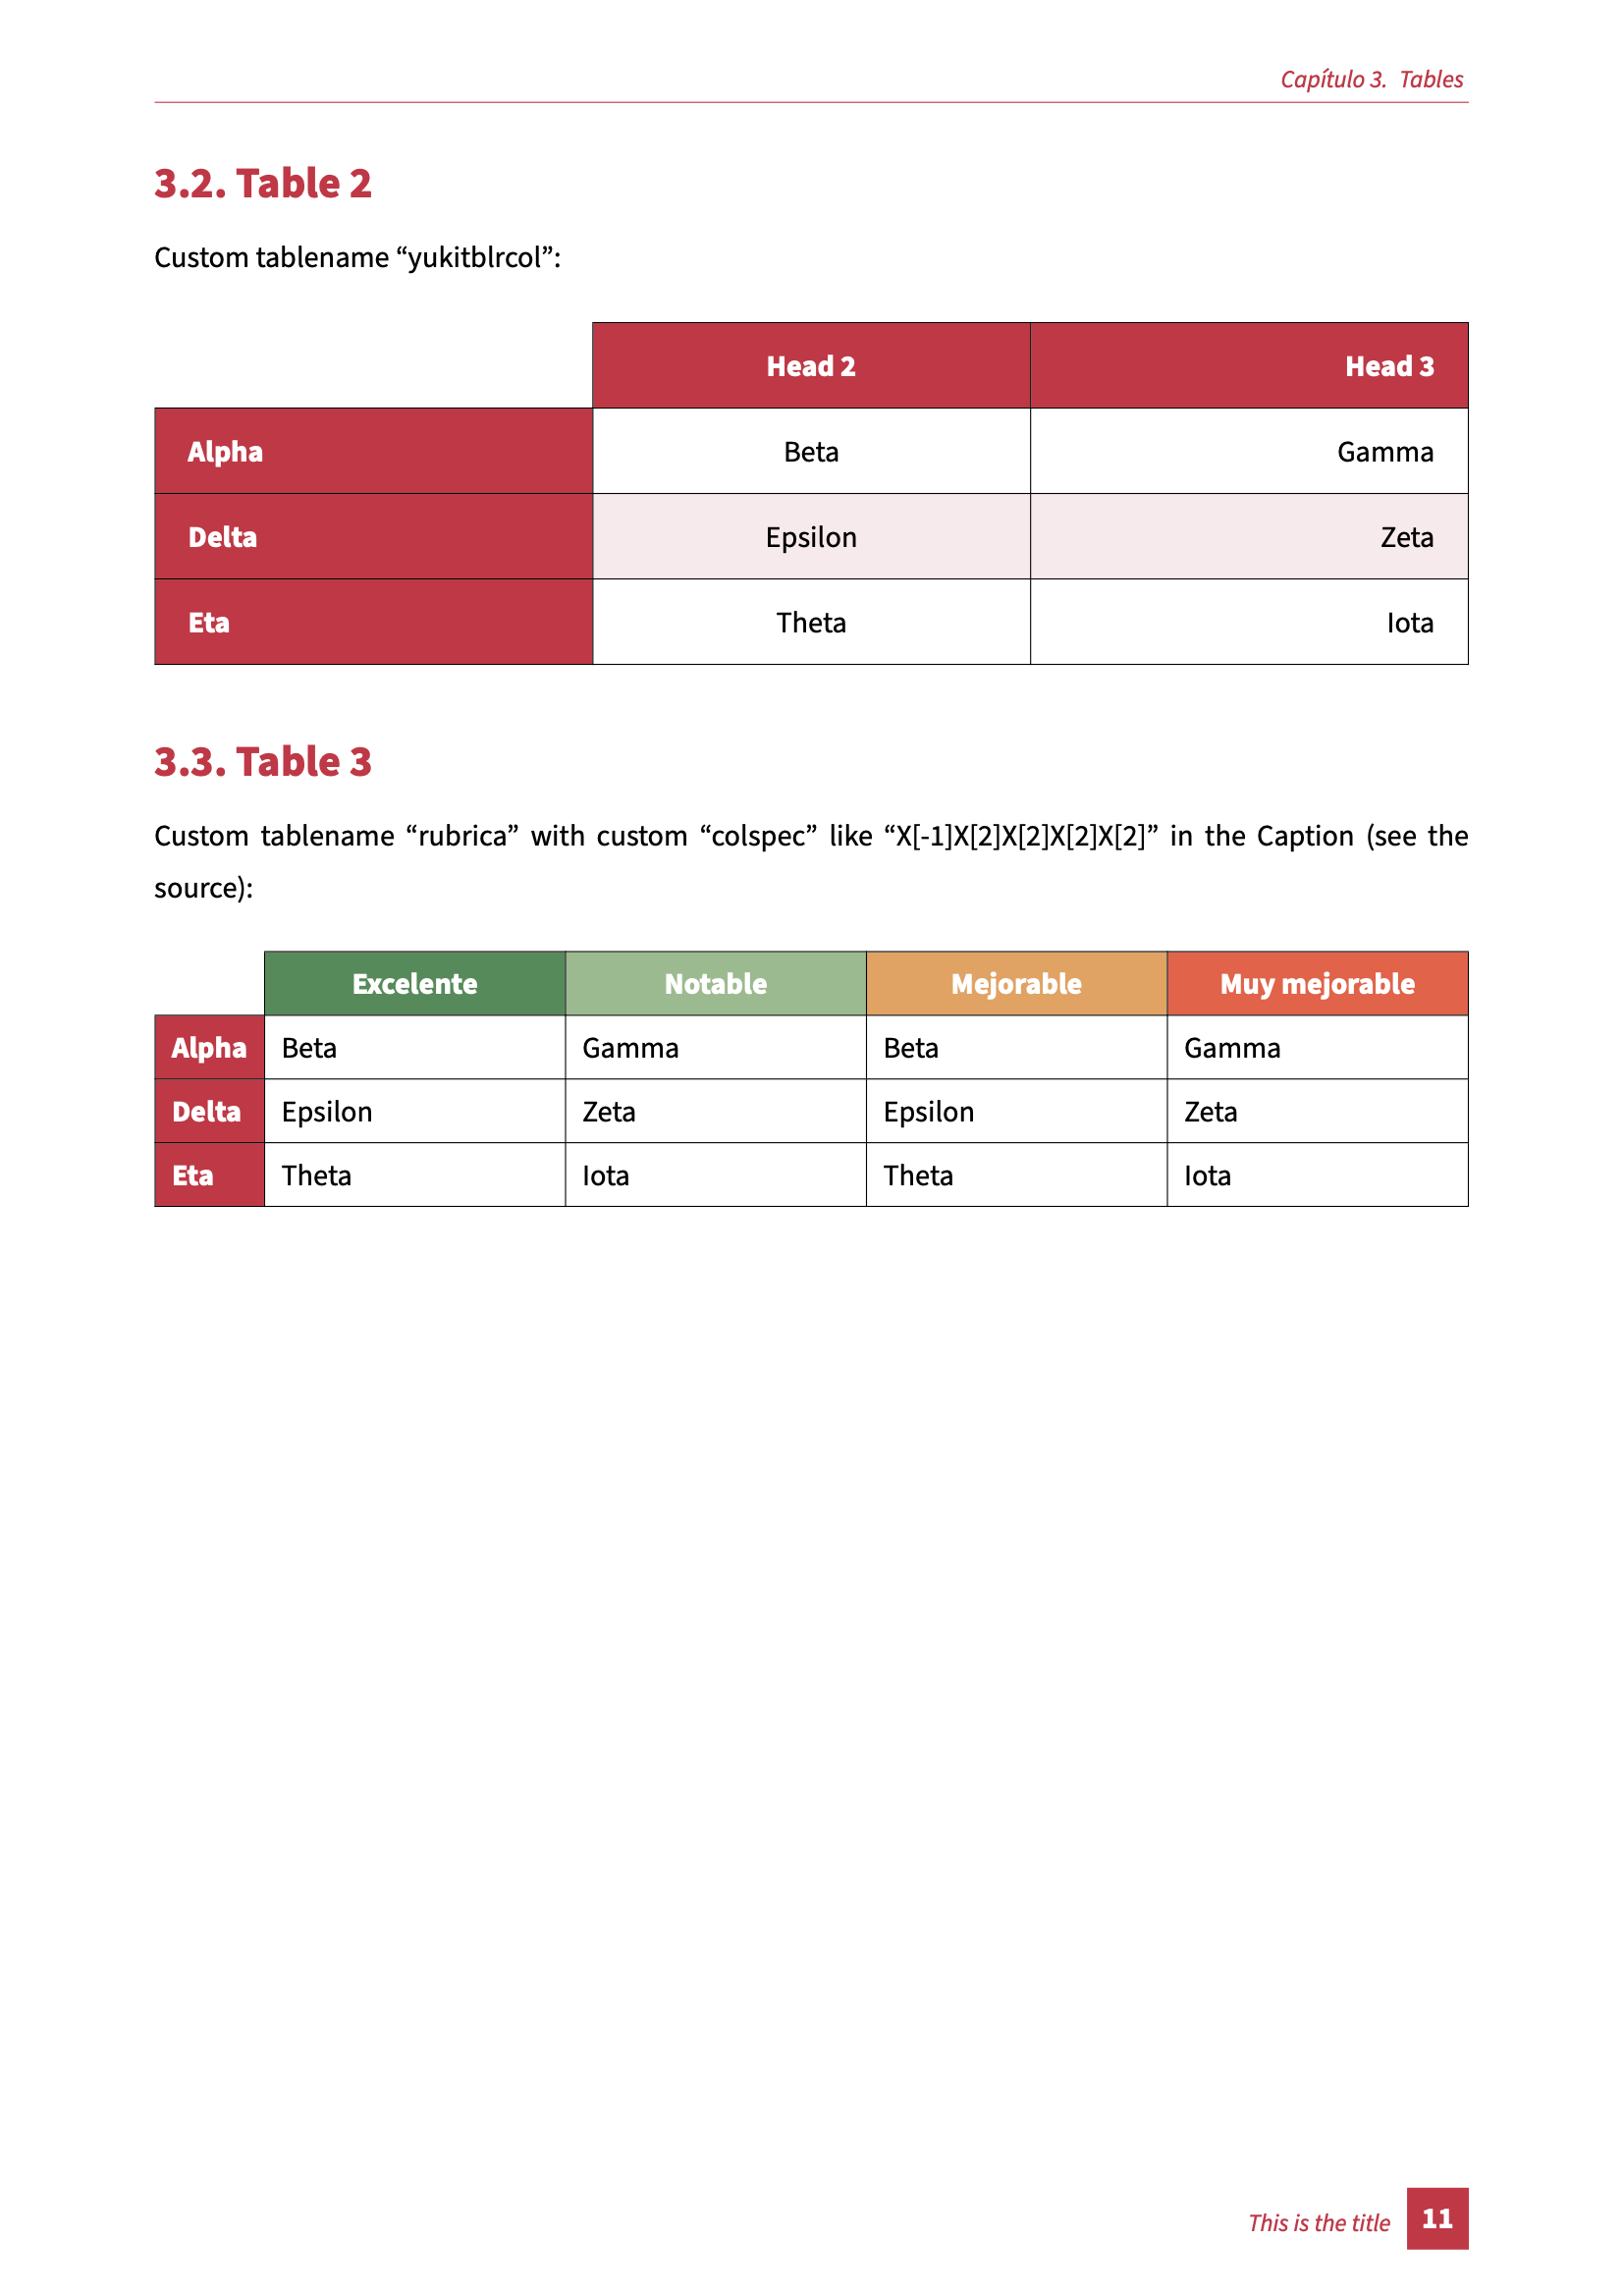 Capítulo 3. Tables
3.2. Table 2
Custom tablename “yukitblrcol”:
Head 2 Head 3
Alpha Beta Gamma
Delta Epsilon Zeta
Eta Theta Iota
3.3. Table 3
Custom tablename “rubrica” with custom “colspec” like “X[-1]X[2]X[2]X[2]X[2]” in the Caption (see the
source):
Excelente Notable Mejorable Muy mejorable
Alpha Beta Gamma Beta Gamma
Delta Epsilon Zeta Epsilon Zeta
Eta Theta Iota Theta Iota
This is the title 11